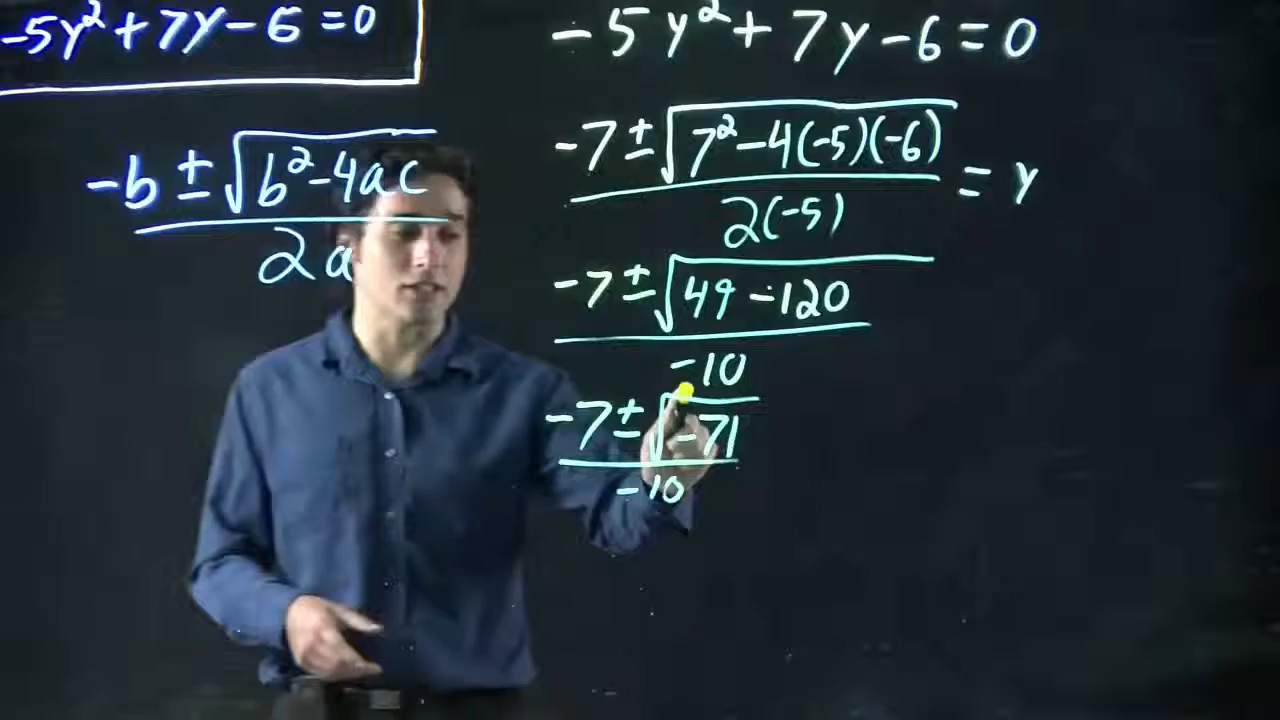 -5y² + 7y - 6 = 0
-b ± √(b² - 4ac)
2a
-5y² + 7y - 6 = 0
-7 ± √(7² - 4(-5)(-6)) = y
2(-5)
-7 ± √(49 - 120)
-10
-7 ± √(-71)
-10